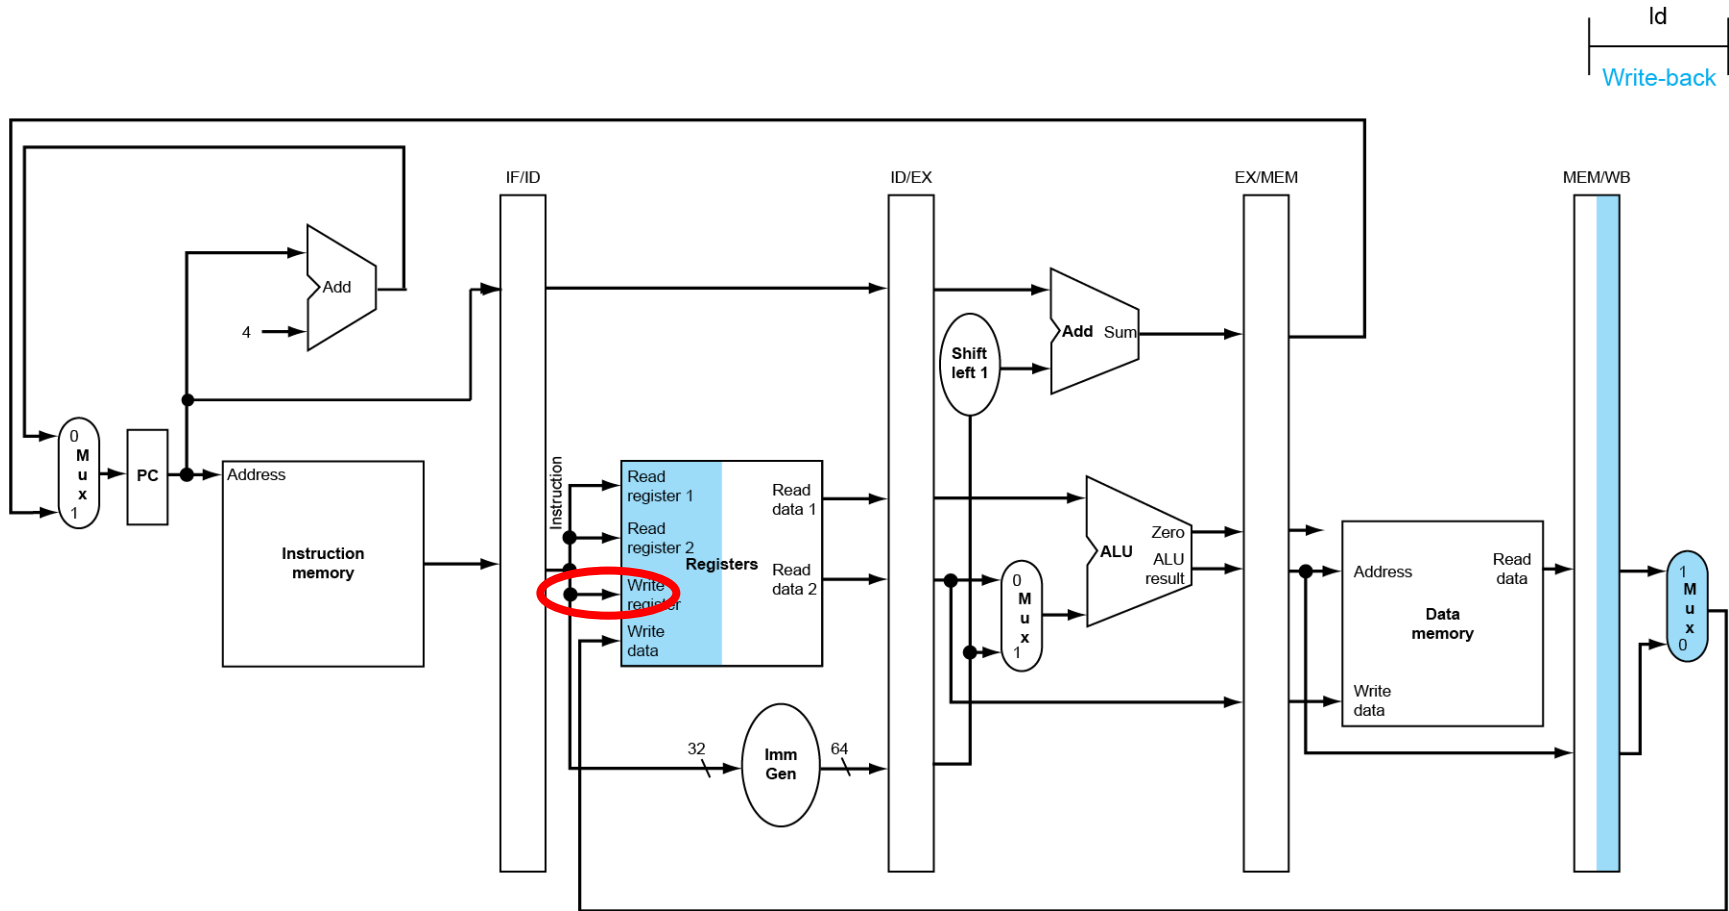 ld
Write-back
IF/ID
ID/EX
EX/MEM
MEM/WB
Add
4
Add Sum
Shift
left 1
0
M
u
x
1
PC
Address
Instruction
memory
Instruction
Read
register 1
Read
register 2
Write
register
Write
data
Registers
Read
data 1
Read
data 2
32
Imm
Gen
64
0
M
u
x
1
ALU
Zero
ALU
result
Address
Write
data
Data
memory
Read
data
1
M
u
x
0